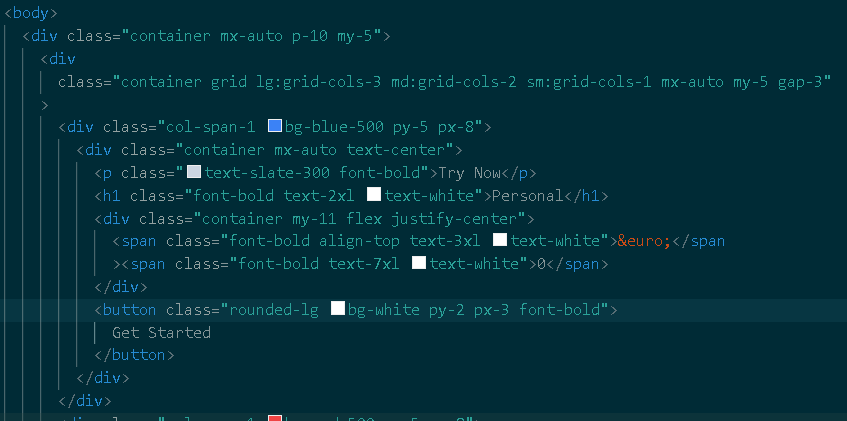 <body>
<div class="container mx-auto p-10 my-5">
<div
class="container grid lg:grid-cols-3 md:grid-cols-2 sm:grid-cols-1 mx-auto my-5 gap-3"
>
<div class="col-span-1 bg-blue-500 py-5 px-8">
<div class="container mx-auto text-center">
<p class="text-slate-300 font-bold">Try Now</p>
<h1 class="font-bold text-2xl text-white">Personal</h1>
<div class="container my-11 flex justify-center">
<span class="font-bold align-top text-3xl text-white">&euro;</span
><span class="font-bold text-7xl text-white">0</span>
</div>
<button class="rounded-lg bg-white py-2 px-3 font-bold">
Get Started
</button>
</div>
</div>